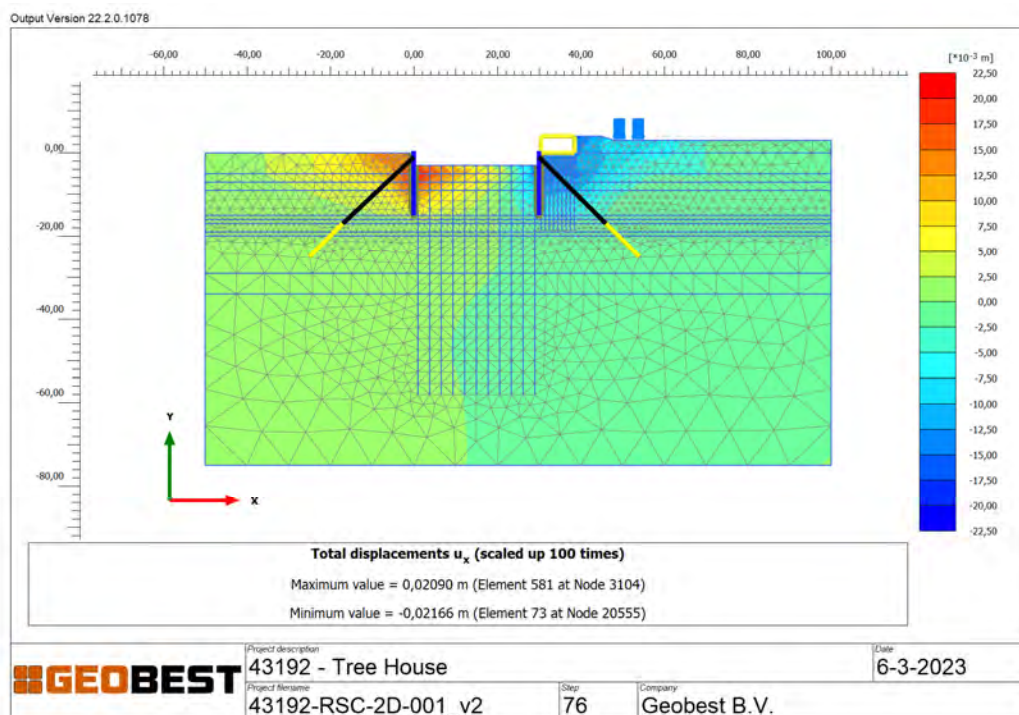 Output Version 22.2.0.1078
-60,00 -40,00 -20,00 0,00 20,00 40,00 60,00 80,00 100,00
[*10⁻³ m]
22,50
20,00
17,50
15,00
12,50
10,00
7,50
5,00
2,50
0,00
-2,50
-5,00
-7,50
-10,00
-12,50
-15,00
-17,50
-20,00
-22,50
0,00
-20,00
-40,00
-60,00
-80,00
Y
X
Total displacements uₓ (scaled up 100 times)
Maximum value = 0,02090 m (Element 581 at Node 3104)
Minimum value = -0,02166 m (Element 73 at Node 20555)
GEOBEST
Project description
43192 - Tree House
Date
6-3-2023
Project filename
43192-RSC-2D-001_v2
Step
76
Company
Geobest B.V.